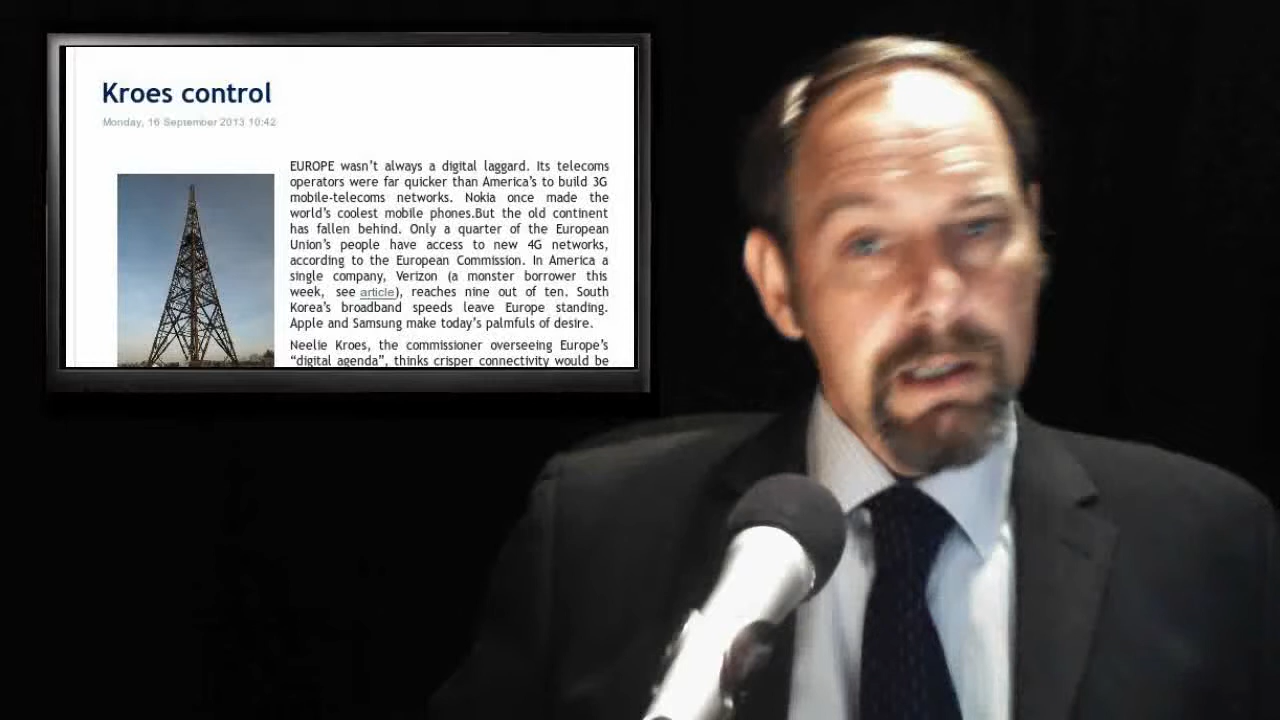 Kroes control
Monday, 16 September 2013 10:42
EUROPE wasn't always a digital laggard. Its telecoms
operators were far quicker than America's to build 3G
mobile-telecoms networks. Nokia once made the
world's coolest mobile phones.But the old continent
has fallen behind. Only a quarter of the European
Union's people have access to new 4G networks,
according to the European Commission. In America a
single company, Verizon (a monster borrower this
week, see article), reaches nine out of ten. South
Korea's broadband speeds leave Europe standing.
Apple and Samsung make today's palmfuls of desire.
Neelie Kroes, the commissioner overseeing Europe's
“digital agenda”, thinks crisper connectivity would be